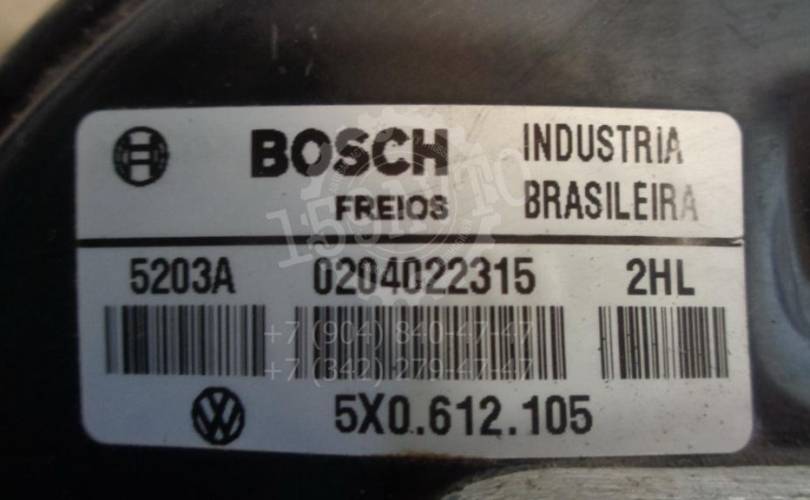 BOSCH INDUSTRIA
FREIOS BRASILEIRA
5203A 0204022315 2HL
5X0.612.105
159AUTO
+7 (904) 840-47-47
+7 (342) 279-47-47